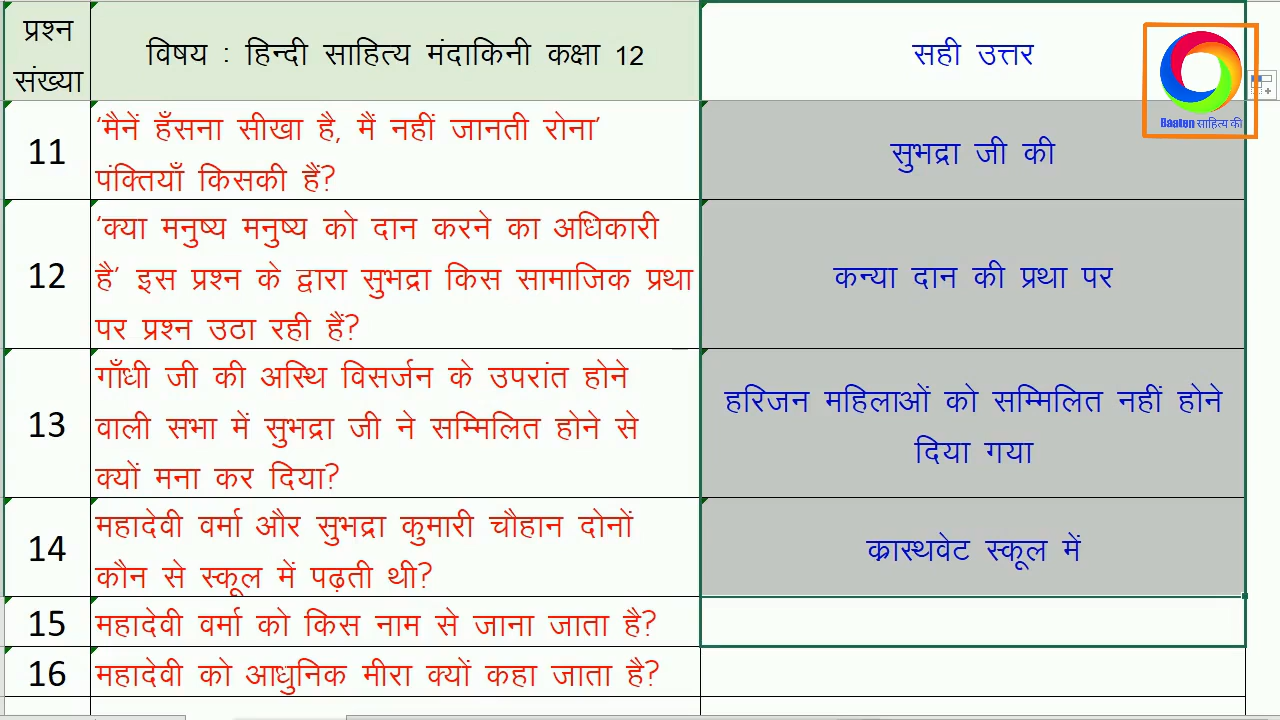 प्रश्न
संख्या
विषय : हिन्दी साहित्य मंदाकिनी कक्षा 12
सही उत्तर
Baaten साहित्य की
11
'मैनें हँसना सीखा है, मैं नहीं जानती रोना'
पंक्तियाँ किसकी हैं?
सुभद्रा जी की
12
'क्या मनुष्य मनुष्य को दान करने का अधिकारी
है' इस प्रश्न के द्वारा सुभद्रा किस सामाजिक प्रथा
पर प्रश्न उठा रही हैं?
कन्या दान की प्रथा पर
13
गाँधी जी की अस्थि विसर्जन के उपरांत होने
वाली सभा में सुभद्रा जी ने सम्मिलित होने से
क्यों मना कर दिया?
हरिजन महिलाओं को सम्मिलित नहीं होने
दिया गया
14
महादेवी वर्मा और सुभद्रा कुमारी चौहान दोनों
कौन से स्कूल में पढ़ती थी?
क्रास्थवेट स्कूल में
15
महादेवी वर्मा को किस नाम से जाना जाता है?
16
महादेवी को आधुनिक मीरा क्यों कहा जाता है?